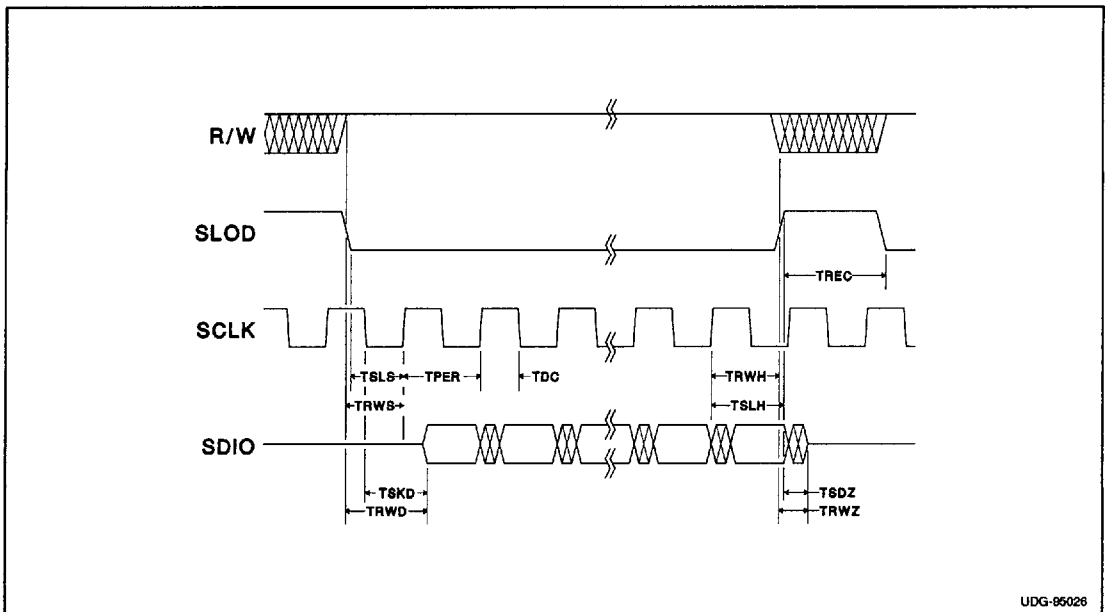 R/W
SLOD
TREC
SCLK
TSLS
TPER
TDC
TRWH
TRWS
TSLH
SDIO
TSKD
TSDZ
TRWD
TRWZ
UDG-95026